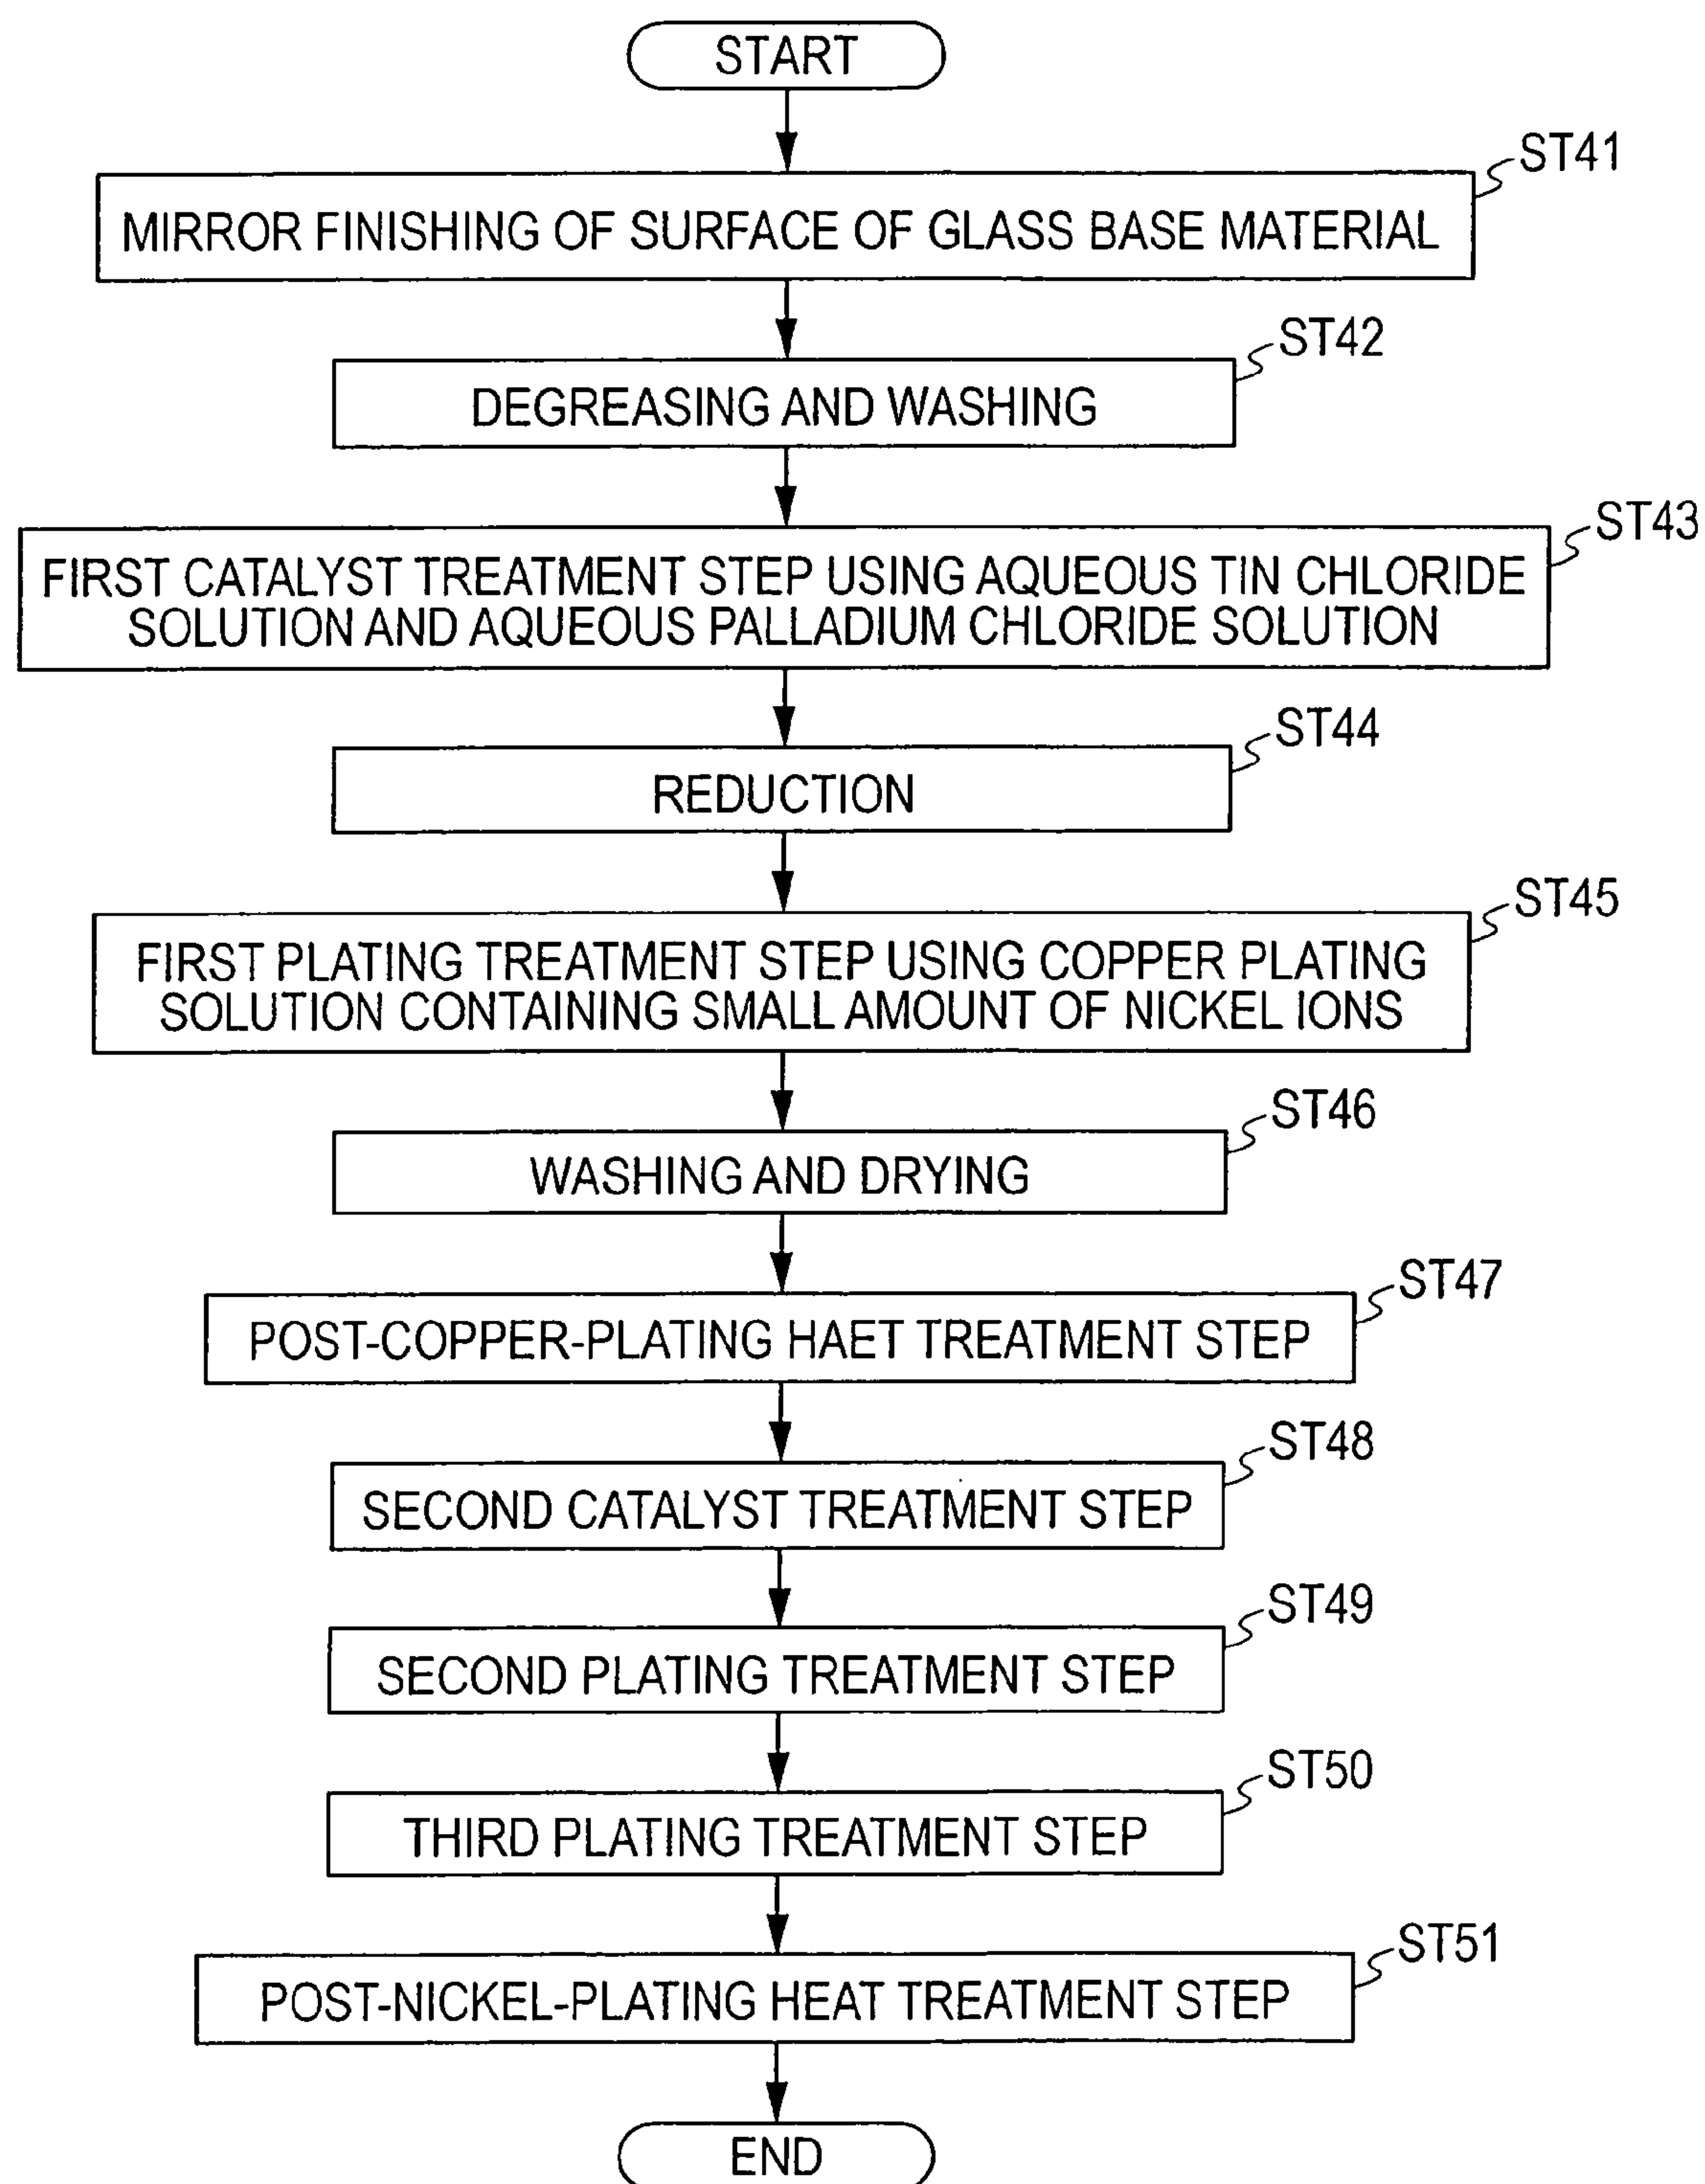 START
ST41
MIRROR FINISHING OF SURFACE OF GLASS BASE MATERIAL
ST42
DEGREASING AND WASHING
ST43
FIRST CATALYST TREATMENT STEP USING AQUEOUS TIN CHLORIDE
SOLUTION AND AQUEOUS PALLADIUM CHLORIDE SOLUTION
ST44
REDUCTION
ST45
FIRST PLATING TREATMENT STEP USING COPPER PLATING
SOLUTION CONTAINING SMALL AMOUNT OF NICKEL IONS
ST46
WASHING AND DRYING
ST47
POST-COPPER-PLATING HAET TREATMENT STEP
ST48
SECOND CATALYST TREATMENT STEP
ST49
SECOND PLATING TREATMENT STEP
ST50
THIRD PLATING TREATMENT STEP
ST51
POST-NICKEL-PLATING HEAT TREATMENT STEP
END